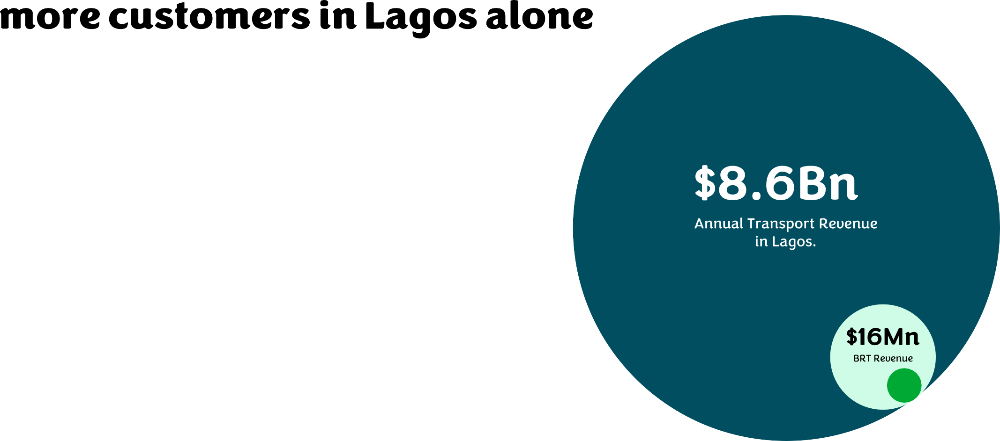 more customers in Lagos alone
$8.6Bn
Annual Transport Revenue
in Lagos.
$16Mn
BRT Revenue